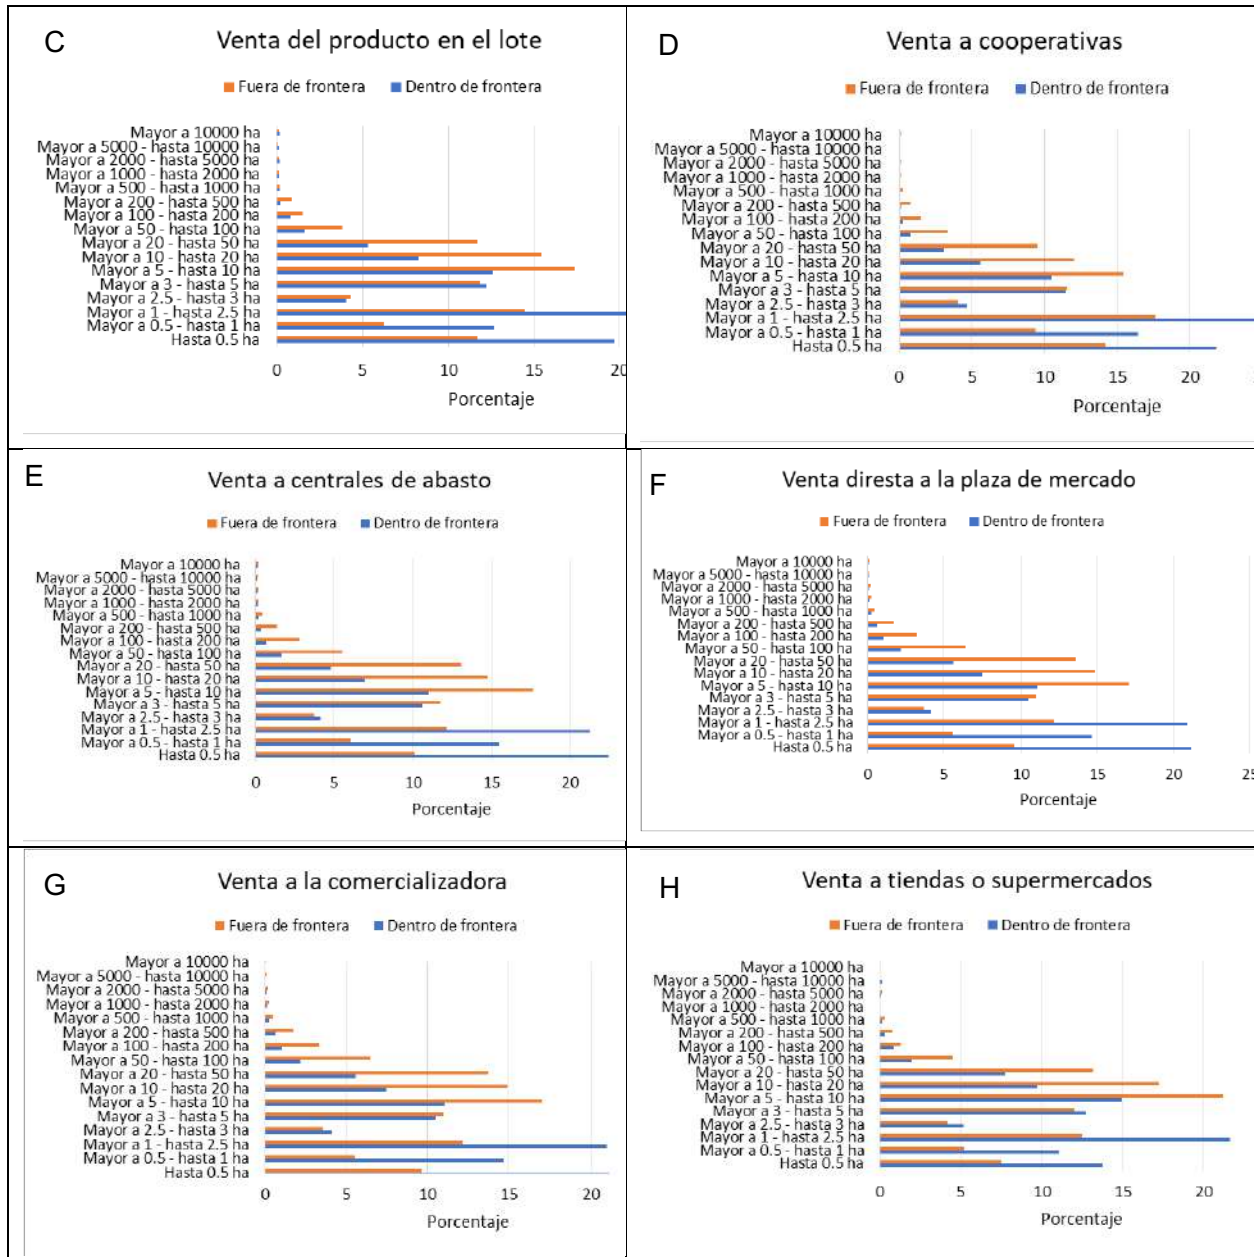 C
Venta del producto en el lote
Fuera de frontera Dentro de frontera
Mayor a 10000 ha
Mayor a 5000 - hasta 10000 ha
Mayor a 2000 - hasta 5000 ha
Mayor a 1000 - hasta 2000 ha
Mayor a 500 - hasta 1000 ha
Mayor a 200 - hasta 500 ha
Mayor a 100 - hasta 200 ha
Mayor a 50 - hasta 100 ha
Mayor a 20 - hasta 50 ha
Mayor a 10 - hasta 20 ha
Mayor a 5 - hasta 10 ha
Mayor a 3 - hasta 5 ha
Mayor a 2.5 - hasta 3 ha
Mayor a 1 - hasta 2.5 ha
Mayor a 0.5 - hasta 1 ha
Hasta 0.5 ha
0 5 10 15 20
Porcentaje
D
Venta a cooperativas
Fuera de frontera Dentro de frontera
Mayor a 10000 ha
Mayor a 5000 - hasta 10000 ha
Mayor a 2000 - hasta 5000 ha
Mayor a 1000 - hasta 2000 ha
Mayor a 500 - hasta 1000 ha
Mayor a 200 - hasta 500 ha
Mayor a 100 - hasta 200 ha
Mayor a 50 - hasta 100 ha
Mayor a 20 - hasta 50 ha
Mayor a 10 - hasta 20 ha
Mayor a 5 - hasta 10 ha
Mayor a 3 - hasta 5 ha
Mayor a 2.5 - hasta 3 ha
Mayor a 1 - hasta 2.5 ha
Mayor a 0.5 - hasta 1 ha
Hasta 0.5 ha
0 5 10 15 20
Porcentaje
E
Venta a centrales de abasto
Fuera de frontera Dentro de frontera
Mayor a 10000 ha
Mayor a 5000 - hasta 10000 ha
Mayor a 2000 - hasta 5000 ha
Mayor a 1000 - hasta 2000 ha
Mayor a 500 - hasta 1000 ha
Mayor a 200 - hasta 500 ha
Mayor a 100 - hasta 200 ha
Mayor a 50 - hasta 100 ha
Mayor a 20 - hasta 50 ha
Mayor a 10 - hasta 20 ha
Mayor a 5 - hasta 10 ha
Mayor a 3 - hasta 5 ha
Mayor a 2.5 - hasta 3 ha
Mayor a 1 - hasta 2.5 ha
Mayor a 0.5 - hasta 1 ha
Hasta 0.5 ha
0 5 10 15 20
Porcentaje
F
Venta diresta a la plaza de mercado
Fuera de frontera Dentro de frontera
Mayor a 10000 ha
Mayor a 5000 - hasta 10000 ha
Mayor a 2000 - hasta 5000 ha
Mayor a 1000 - hasta 2000 ha
Mayor a 500 - hasta 1000 ha
Mayor a 200 - hasta 500 ha
Mayor a 100 - hasta 200 ha
Mayor a 50 - hasta 100 ha
Mayor a 20 - hasta 50 ha
Mayor a 10 - hasta 20 ha
Mayor a 5 - hasta 10 ha
Mayor a 3 - hasta 5 ha
Mayor a 2.5 - hasta 3 ha
Mayor a 1 - hasta 2.5 ha
Mayor a 0.5 - hasta 1 ha
Hasta 0.5 ha
0 5 10 15 20 25
Porcentaje
G
Venta a la comercializadora
Fuera de frontera Dentro de frontera
Mayor a 10000 ha
Mayor a 5000 - hasta 10000 ha
Mayor a 2000 - hasta 5000 ha
Mayor a 1000 - hasta 2000 ha
Mayor a 500 - hasta 1000 ha
Mayor a 200 - hasta 500 ha
Mayor a 100 - hasta 200 ha
Mayor a 50 - hasta 100 ha
Mayor a 20 - hasta 50 ha
Mayor a 10 - hasta 20 ha
Mayor a 5 - hasta 10 ha
Mayor a 3 - hasta 5 ha
Mayor a 2.5 - hasta 3 ha
Mayor a 1 - hasta 2.5 ha
Mayor a 0.5 - hasta 1 ha
Hasta 0.5 ha
0 5 10 15 20
Porcentaje
H
Venta a tiendas o supermercados
Fuera de frontera Dentro de frontera
Mayor a 10000 ha
Mayor a 5000 - hasta 10000 ha
Mayor a 2000 - hasta 5000 ha
Mayor a 1000 - hasta 2000 ha
Mayor a 500 - hasta 1000 ha
Mayor a 200 - hasta 500 ha
Mayor a 100 - hasta 200 ha
Mayor a 50 - hasta 100 ha
Mayor a 20 - hasta 50 ha
Mayor a 10 - hasta 20 ha
Mayor a 5 - hasta 10 ha
Mayor a 3 - hasta 5 ha
Mayor a 2.5 - hasta 3 ha
Mayor a 1 - hasta 2.5 ha
Mayor a 0.5 - hasta 1 ha
Hasta 0.5 ha
0 5 10 15 20
Porcentaje